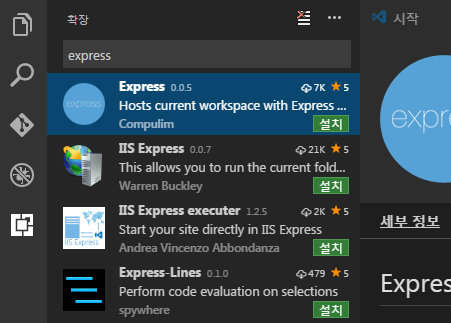 확장
시작
express
express
Express 0.0.5 7K 5
Hosts current workspace with Express ...
Compulim 설치
expre
IIS Express 0.0.7 21K 5
This allows you to run the current fold...
Warren Buckley 설치
IIS Express
IIS Express executer 1.2.5 2K 5
Start your site directly in IIS Express
Andrea Vincenzo Abbondanza 설치
세부 정보
Express-Lines 0.1.0 479 5
Perform code evaluation on selections
spywhere 설치
Expres